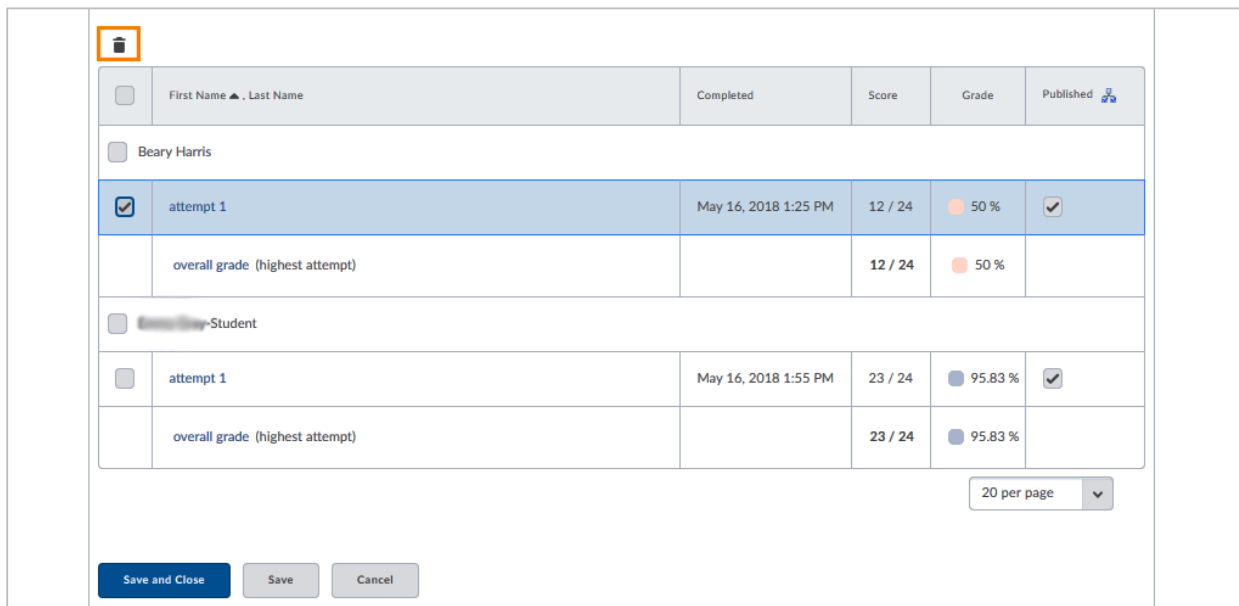 First Name ▲ , Last Name Completed Score Grade Published
Beary Harris
attempt 1 May 16, 2018 1:25 PM 12 / 24 50 %
overall grade (highest attempt) 12 / 24 50 %
-Student
attempt 1 May 16, 2018 1:55 PM 23 / 24 95.83 %
overall grade (highest attempt) 23 / 24 95.83 %
20 per page
Save and Close Save Cancel